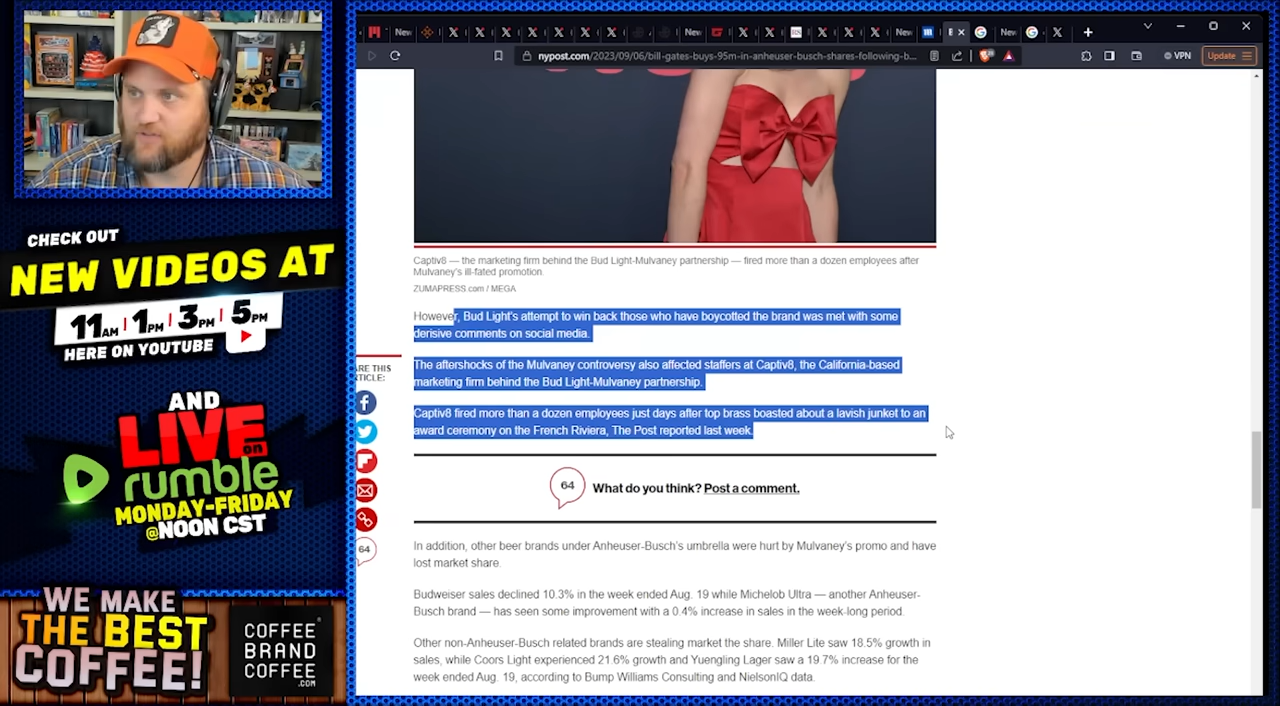 CHECK OUT
NEW VIDEOS AT
11AM | 1PM | 3PM | 5PM
HERE ON YOUTUBE
AND
LIVE
on
rumble
MONDAY-FRIDAY
@NOON CST
WE MAKE
THE BEST
COFFEE!
COFFEE
BRAND
COFFEE
.COM
New
New
New
New
New
nypost.com/2023/09/06/bill-gates-buys-95m-in-anheuser-busch-shares-following-b...
VPN
Update
Captiv8 — the marketing firm behind the Bud Light-Mulvaney partnership — fired more than a dozen employees after
Mulvaney's ill-fated promotion.
ZUMAPRESS.com / MEGA
However, Bud Light's attempt to win back those who have boycotted the brand was met with some
derisive comments on social media.
The aftershocks of the Mulvaney controversy also affected staffers at Captiv8, the California-based
marketing firm behind the Bud Light-Mulvaney partnership.
Captiv8 fired more than a dozen employees just days after top brass boasted about a lavish junket to an
award ceremony on the French Riviera, The Post reported last week.
ARE THIS
TICLE:
64
64
What do you think? Post a comment.
In addition, other beer brands under Anheuser-Busch's umbrella were hurt by Mulvaney's promo and have
lost market share.
Budweiser sales declined 10.3% in the week ended Aug. 19 while Michelob Ultra — another Anheuser-
Busch brand — has seen some improvement with a 0.4% increase in sales in the week-long period.
Other non-Anheuser-Busch related brands are stealing market the share. Miller Lite saw 18.5% growth in
sales, while Coors Light experienced 21.6% growth and Yuengling Lager saw a 19.7% increase for the
week ended Aug. 19, according to Bump Williams Consulting and NielsonIQ data.